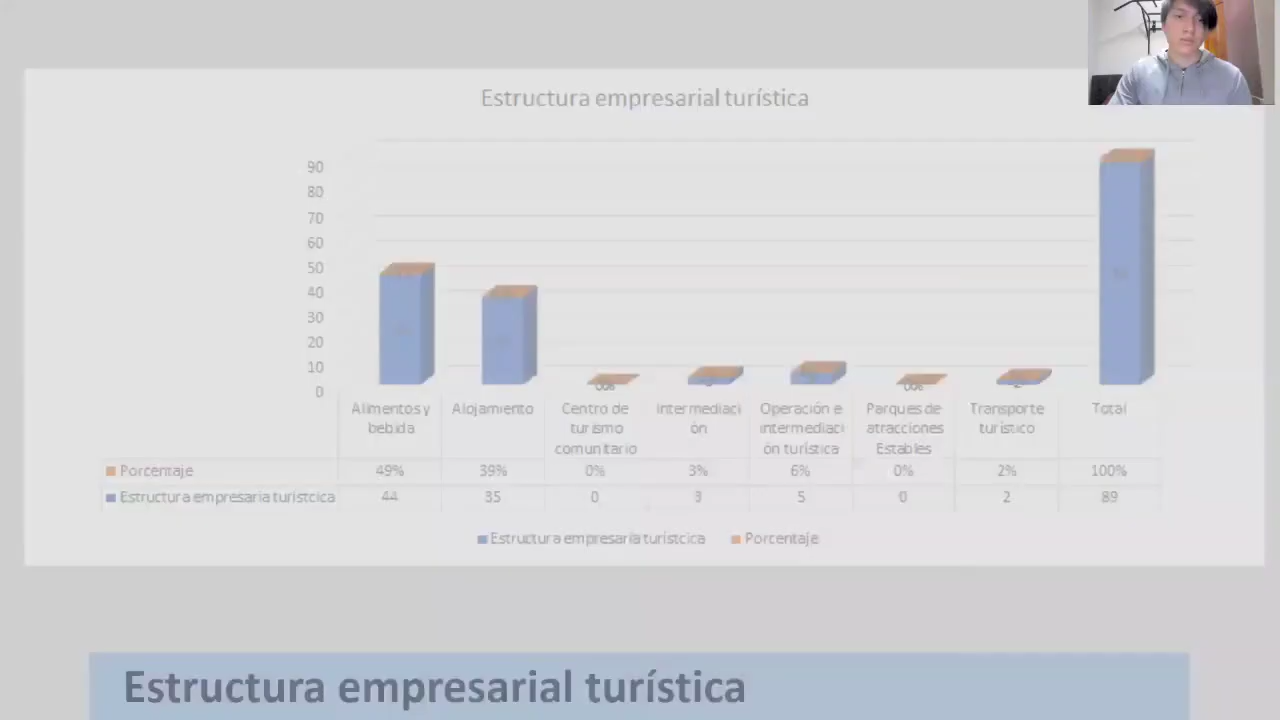 Estructura empresarial turística
90
80
70
60
50
40
30
20
10
0
Alimentos y bebida
Alojamiento
Centro de turismo comunitario
Intermediaci ón
Operación e intermediaci ón turística
Parques de atracciones Estables
Transporte turístico
Total
Porcentaje 49% 39% 0% 3% 6% 0% 2% 100%
Estructura empresaria turístcica 44 35 0 3 5 0 2 89
Estructura empresaria turístcica Porcentaje
Estructura empresarial turística